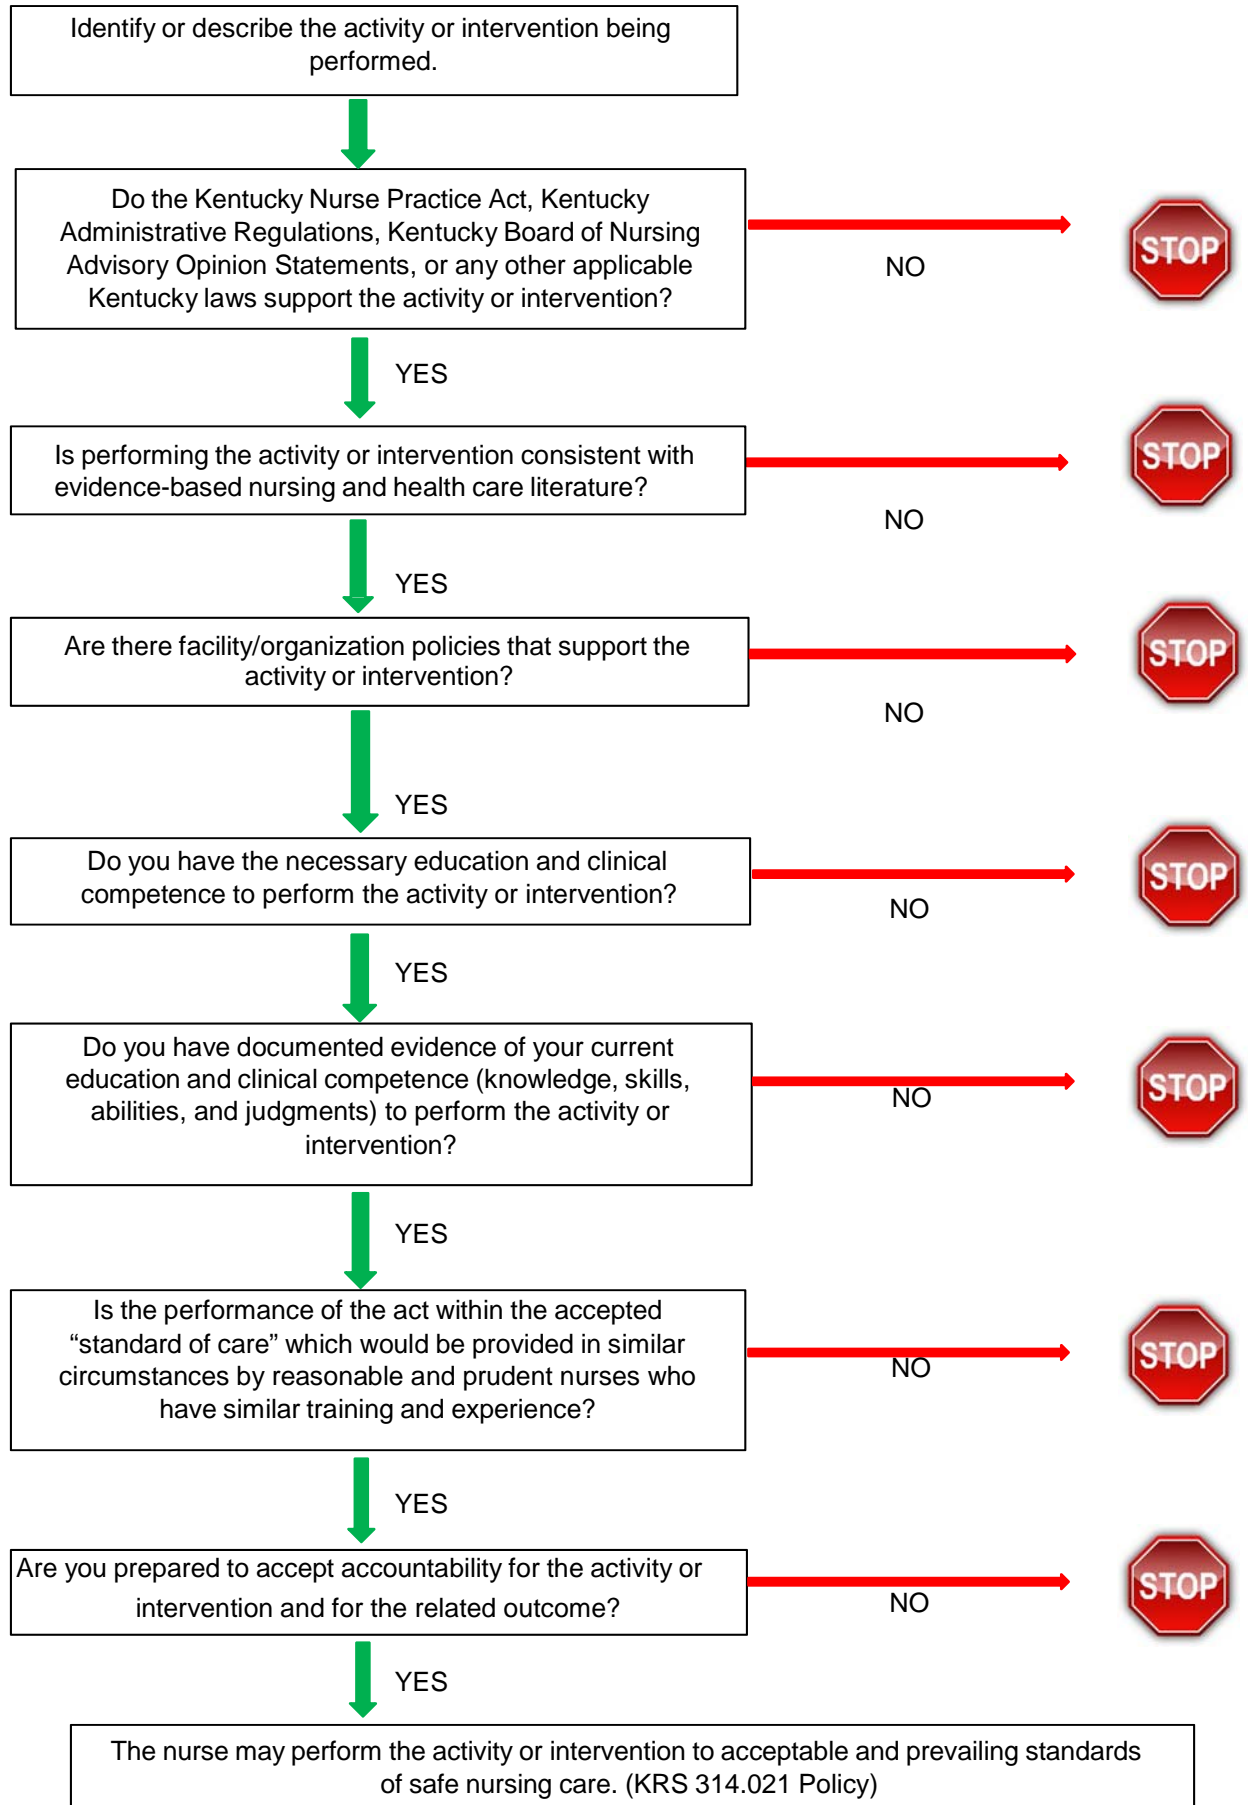 Identify or describe the activity or intervention being
performed.
Do the Kentucky Nurse Practice Act, Kentucky
Administrative Regulations, Kentucky Board of Nursing
Advisory Opinion Statements, or any other applicable
Kentucky laws support the activity or intervention?
NO
STOP
YES
Is performing the activity or intervention consistent with
evidence-based nursing and health care literature?
NO
STOP
YES
Are there facility/organization policies that support the
activity or intervention?
NO
STOP
YES
Do you have the necessary education and clinical
competence to perform the activity or intervention?
NO
STOP
YES
Do you have documented evidence of your current
education and clinical competence (knowledge, skills,
abilities, and judgments) to perform the activity or
intervention?
NO
STOP
YES
Is the performance of the act within the accepted
“standard of care” which would be provided in similar
circumstances by reasonable and prudent nurses who
have similar training and experience?
NO
STOP
YES
Are you prepared to accept accountability for the activity or
intervention and for the related outcome?
NO
STOP
YES
The nurse may perform the activity or intervention to acceptable and prevailing standards
of safe nursing care. (KRS 314.021 Policy)